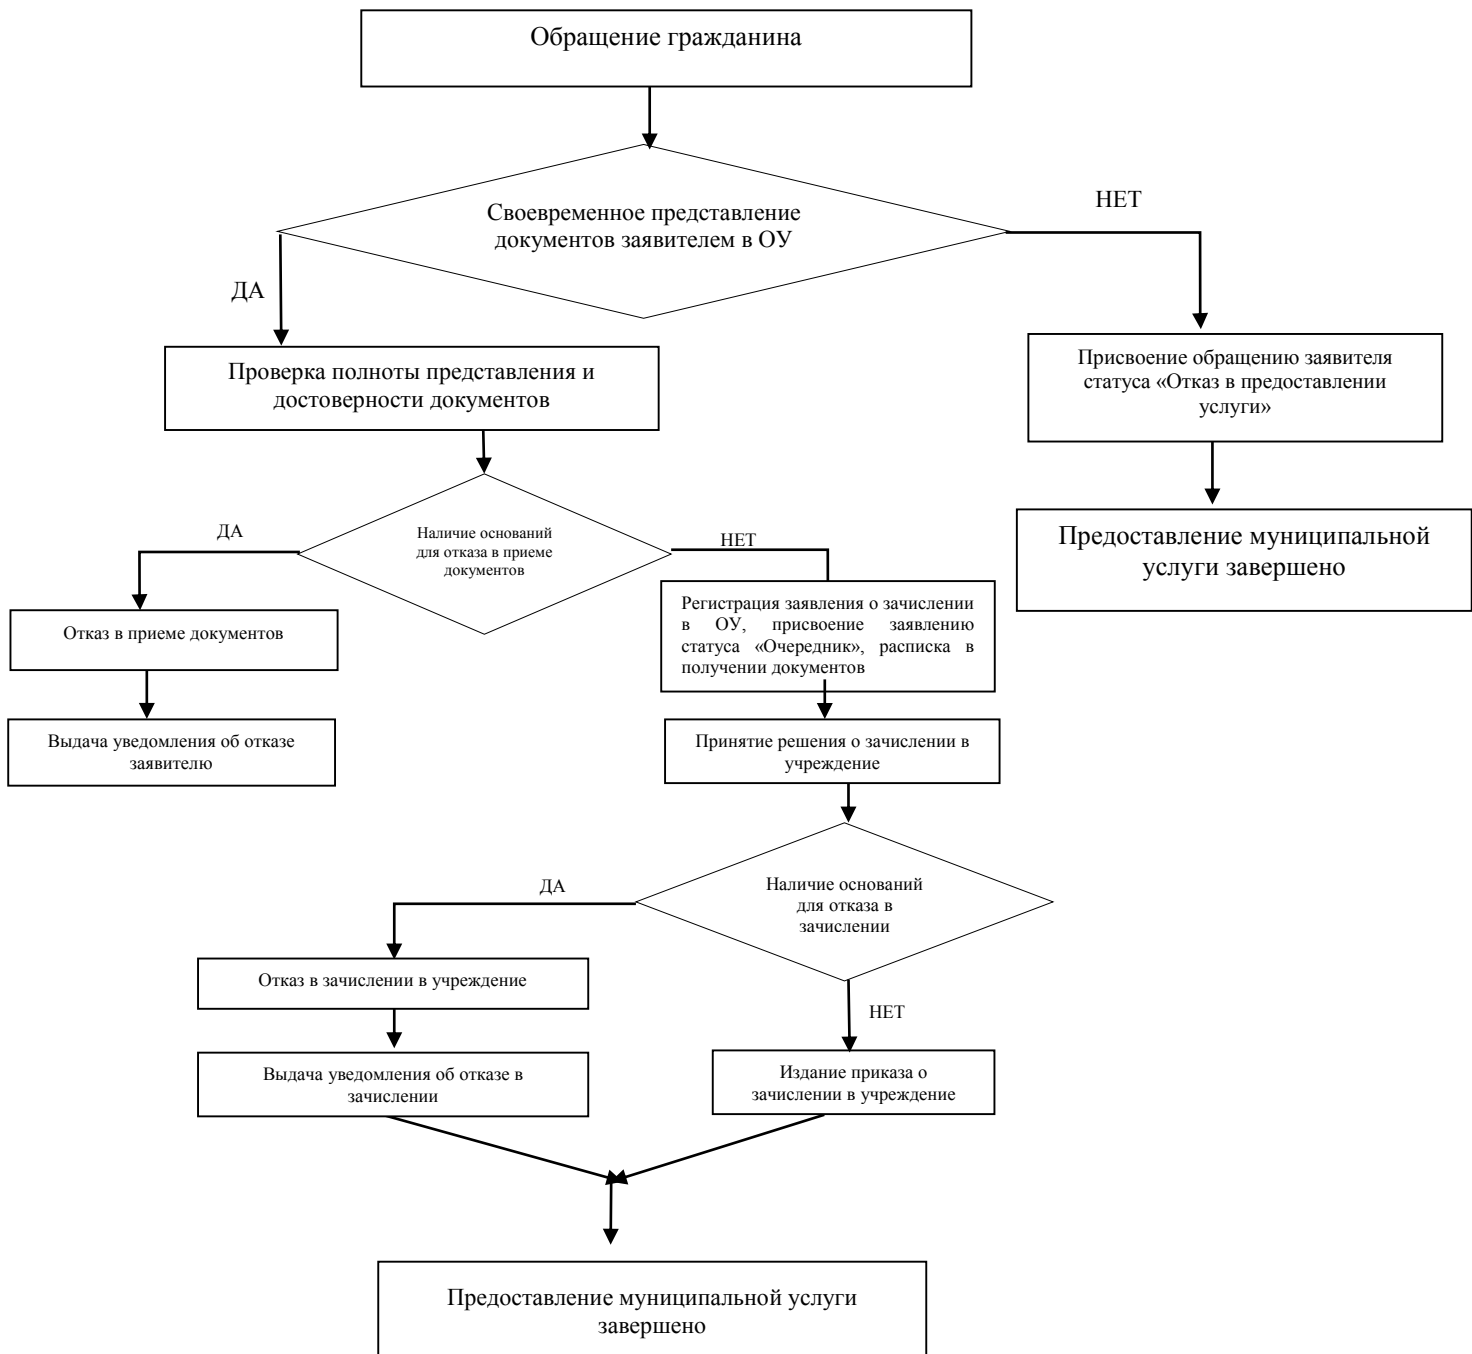 Обращение гражданина
Своевременное представление
документов заявителем в ОУ
НЕТ
ДА
Проверка полноты представления и
достоверности документов
Присвоение обращению заявителя
статуса «Отказ в предоставлении
услуги»
Предоставление муниципальной
услуги завершено
ДА
Наличие оснований
для отказа в приеме
документов
НЕТ
Отказ в приеме документов
Регистрация заявления о зачислении
в ОУ, присвоение заявлению
статуса «Очередник», расписка в
получении документов
Выдача уведомления об отказе
заявителю
Принятие решения о зачислении в
учреждение
ДА
Наличие оснований
для отказа в
зачислении
Отказ в зачислении в учреждение
НЕТ
Выдача уведомления об отказе в
зачислении
Издание приказа о
зачислении в учреждение
Предоставление муниципальной услуги
завершено